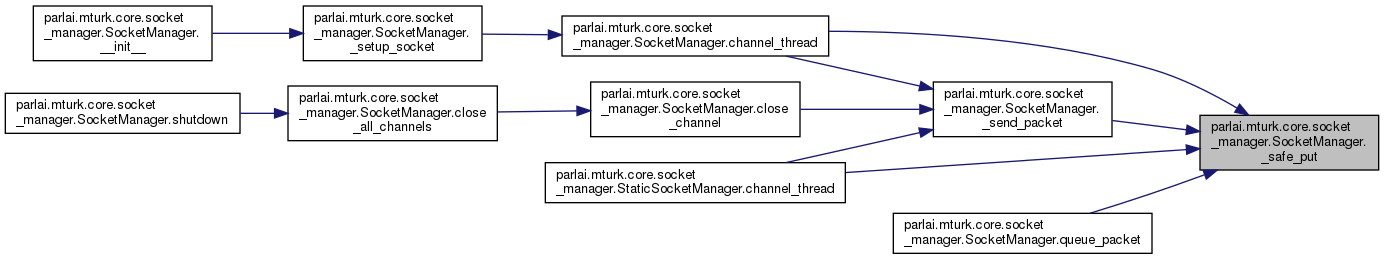 parlai.mturk.core.socket
_manager.SocketManager.
__init__
parlai.mturk.core.socket
_manager.SocketManager.
_setup_socket
parlai.mturk.core.socket
_manager.SocketManager.channel_thread
parlai.mturk.core.socket
_manager.SocketManager.shutdown
parlai.mturk.core.socket
_manager.SocketManager.close
_all_channels
parlai.mturk.core.socket
_manager.SocketManager.close
_channel
parlai.mturk.core.socket
_manager.SocketManager.
_send_packet
parlai.mturk.core.socket
_manager.SocketManager.
_safe_put
parlai.mturk.core.socket
_manager.StaticSocketManager.channel_thread
parlai.mturk.core.socket
_manager.SocketManager.queue_packet